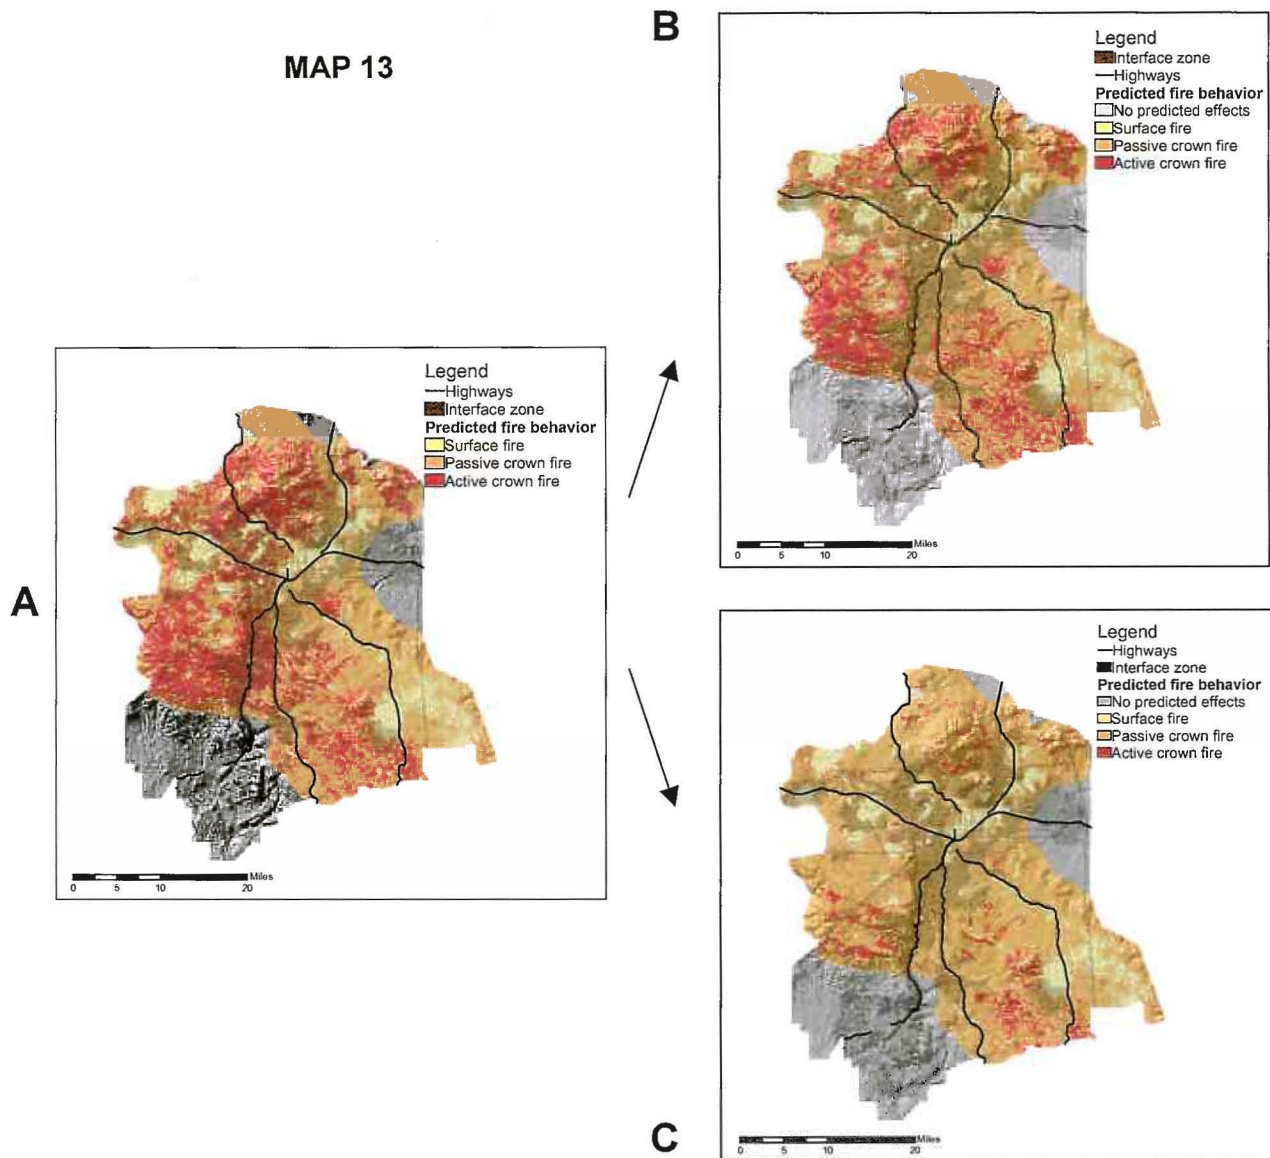 MAP 13
A
Legend
Highways
Interface zone
Predicted fire behavior
Surface fire
Passive crown fire
Active crown fire
Miles
0 5 10 20
B
Legend
Interface zone
Highways
Predicted fire behavior
No predicted effects
Surface fire
Passive crown fire
Active crown fire
Miles
0 5 10 20
C
Legend
Highways
Interface zone
Predicted fire behavior
No predicted effects
Surface fire
Passive crown fire
Active crown fire
Miles
0 5 10 20